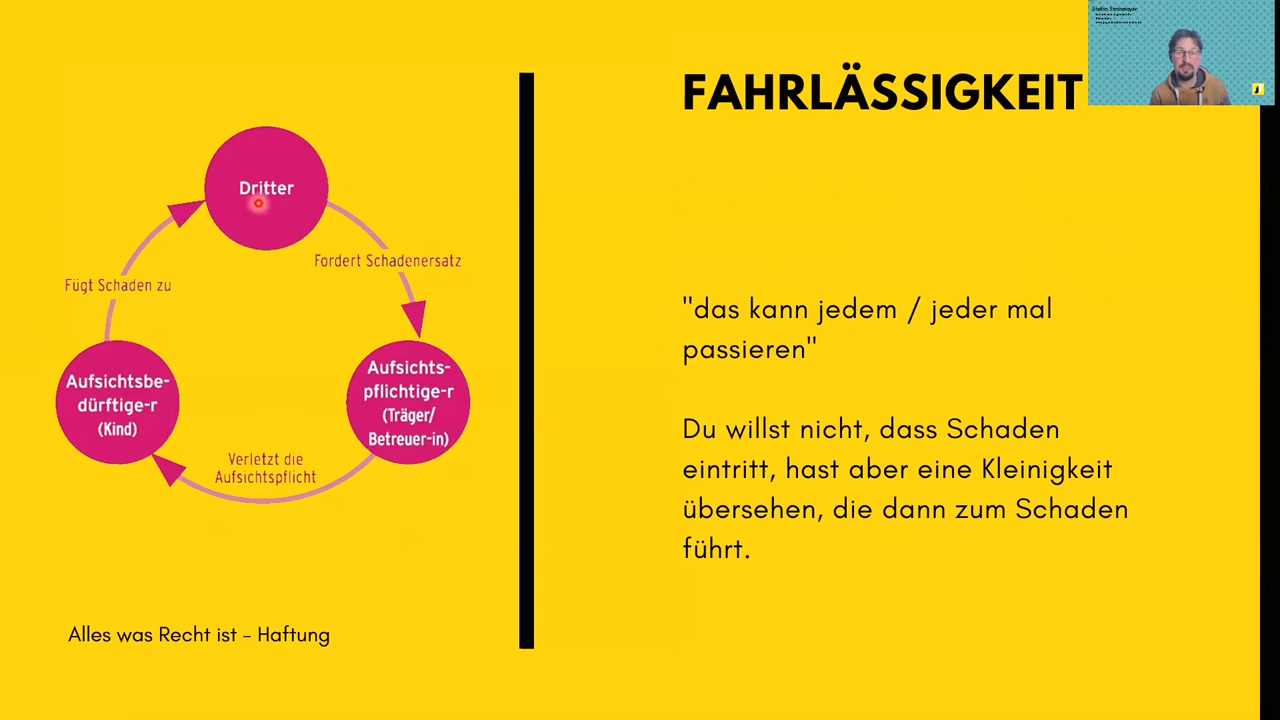 FAHRLÄSSIGKEIT
Dritter
Fügt Schaden zu
Fordert Schadenersatz
Aufsichtsbe-
dürftige-r
(Kind)
Aufsichts-
pflichtige-r
(Träger/
Betreuer-in)
Verletzt die
Aufsichtspflicht
"das kann jedem / jeder mal
passieren"
Du willst nicht, dass Schaden
eintritt, hast aber eine Kleinigkeit
übersehen, die dann zum Schaden
führt.
Alles was Recht ist – Haftung